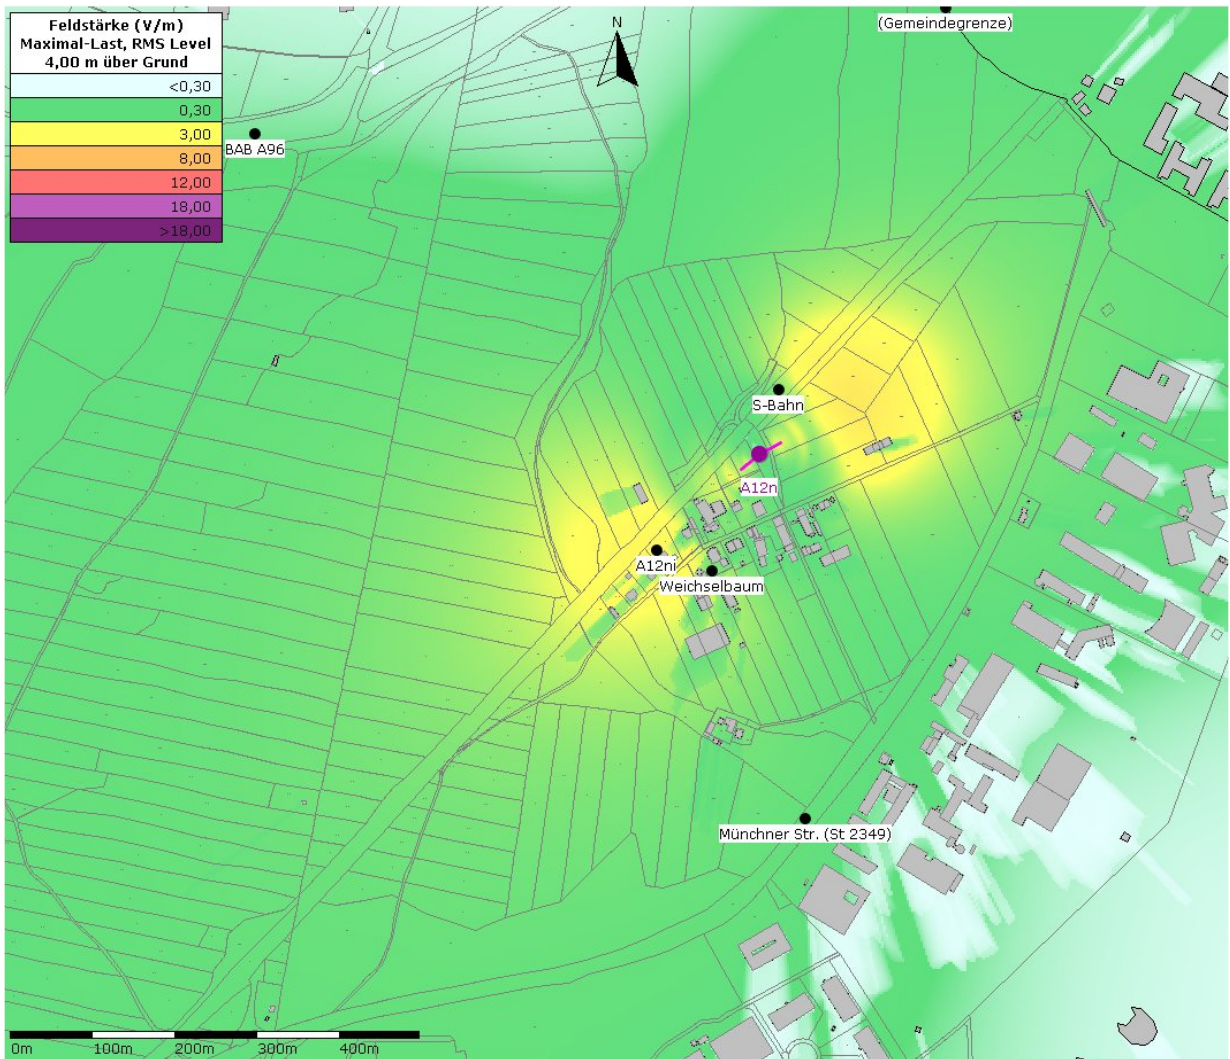 Feldstärke (V/m)
Maximal-Last, RMS Level
4,00 m über Grund
<0,30
0,30
3,00
8,00
12,00
18,00
>18,00
N
(Gemeindegrenze)
BAB A96
S-Bahn
A12n
A12ni
Weichselbaum
Münchner Str. (St 2349)
0m 100m 200m 300m 400m